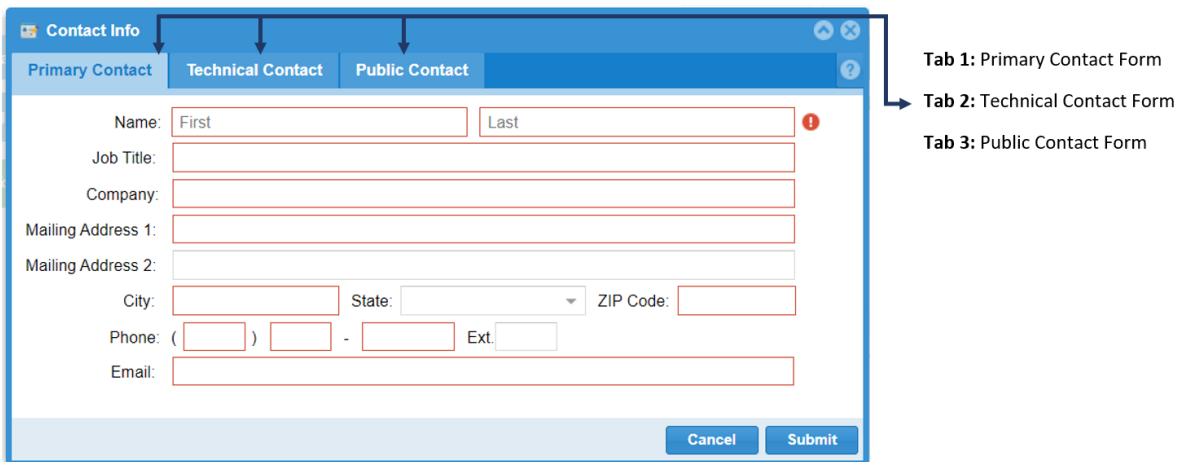 Contact Info
Primary Contact Technical Contact Public Contact ?
Name: First Last !
Job Title:
Company:
Mailing Address 1:
Mailing Address 2:
City: State: ZIP Code:
Phone: ( ) - Ext.
Email:
Cancel Submit
Tab 1: Primary Contact Form
Tab 2: Technical Contact Form
Tab 3: Public Contact Form